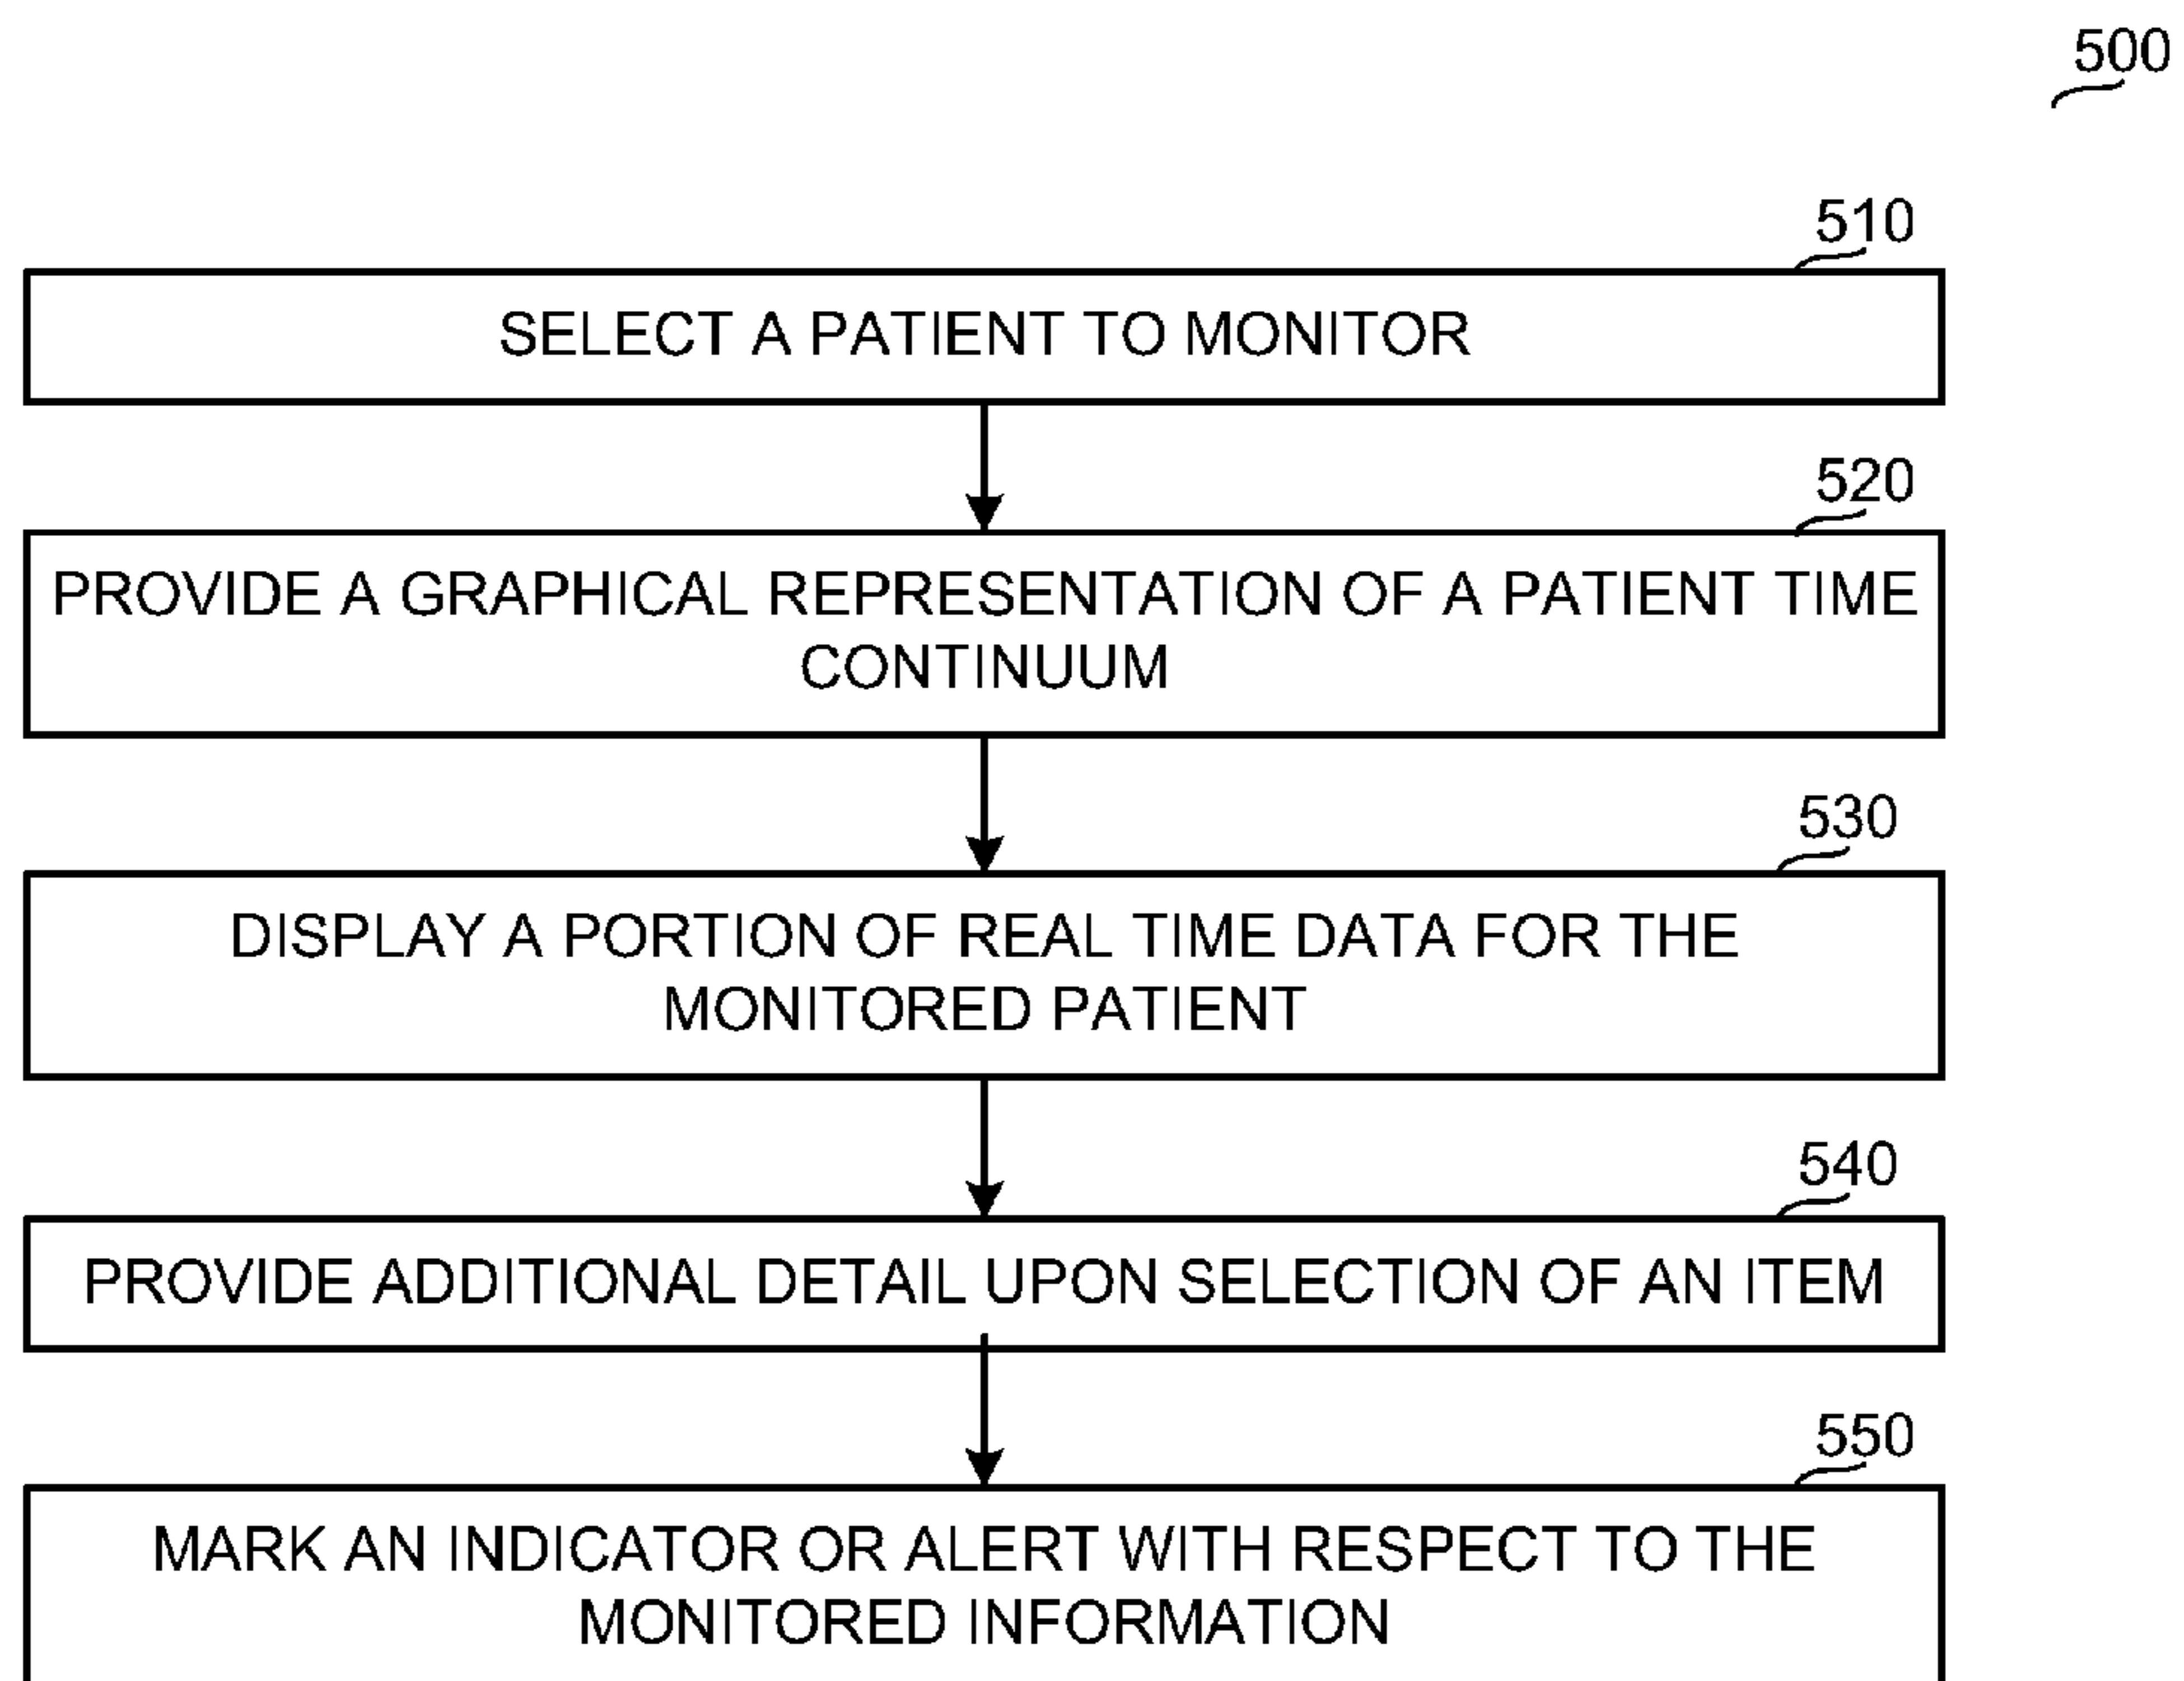 500
510
SELECT A PATIENT TO MONITOR
520
PROVIDE A GRAPHICAL REPRESENTATION OF A PATIENT TIME
CONTINUUM
530
DISPLAY A PORTION OF REAL TIME DATA FOR THE
MONITORED PATIENT
540
PROVIDE ADDITIONAL DETAIL UPON SELECTION OF AN ITEM
550
MARK AN INDICATOR OR ALERT WITH RESPECT TO THE
MONITORED INFORMATION